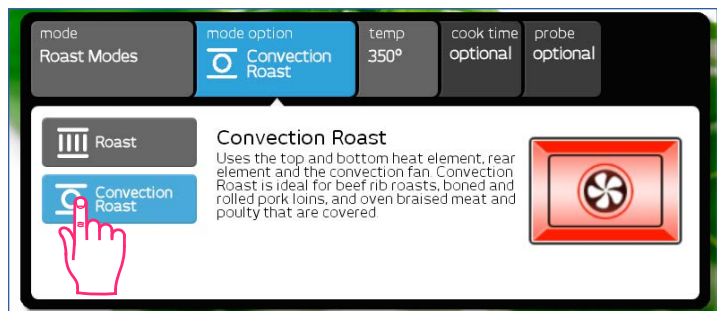 mode
Roast Modes
mode option
Convection
Roast
temp
350°
cook time
optional
probe
optional
Roast
Convection
Roast
Convection Roast
Uses the top and bottom heat element, rear
element and the convection fan. Convection
Roast is ideal for beef rib roasts, boned and
rolled pork loins, and oven braised meat and
poulty that are covered.